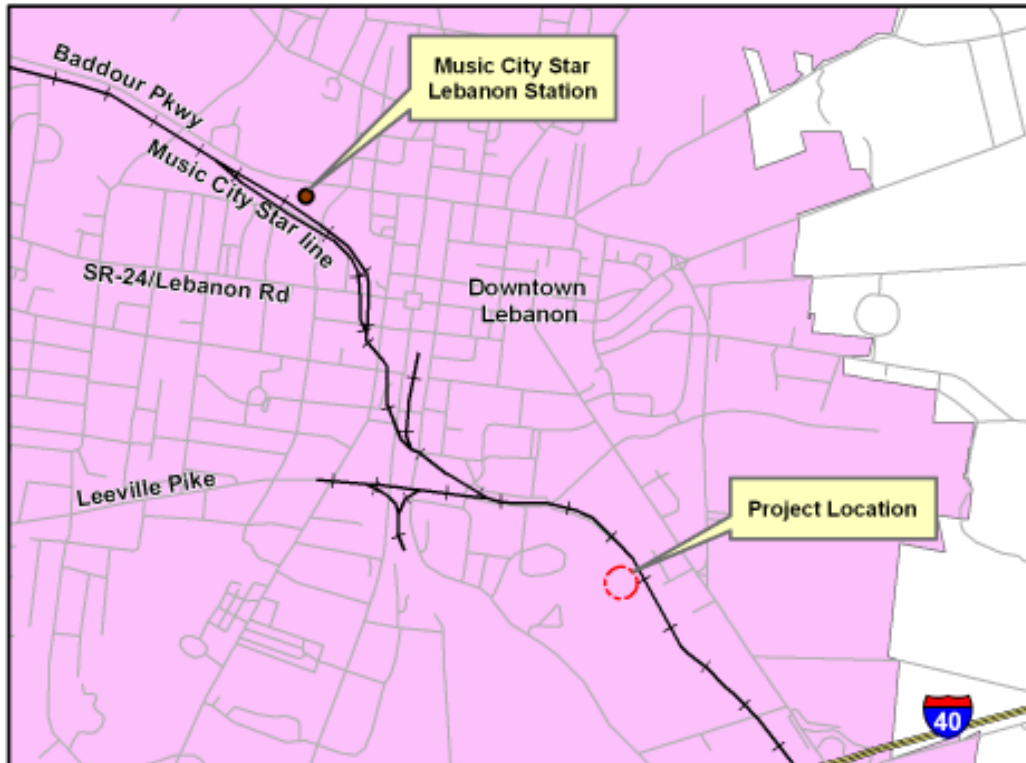 Music City Star
Lebanon Station
Baddour Pkwy
Music City Star line
SR-24/Lebanon Rd
Downtown
Lebanon
Leeville Pike
Project Location
40